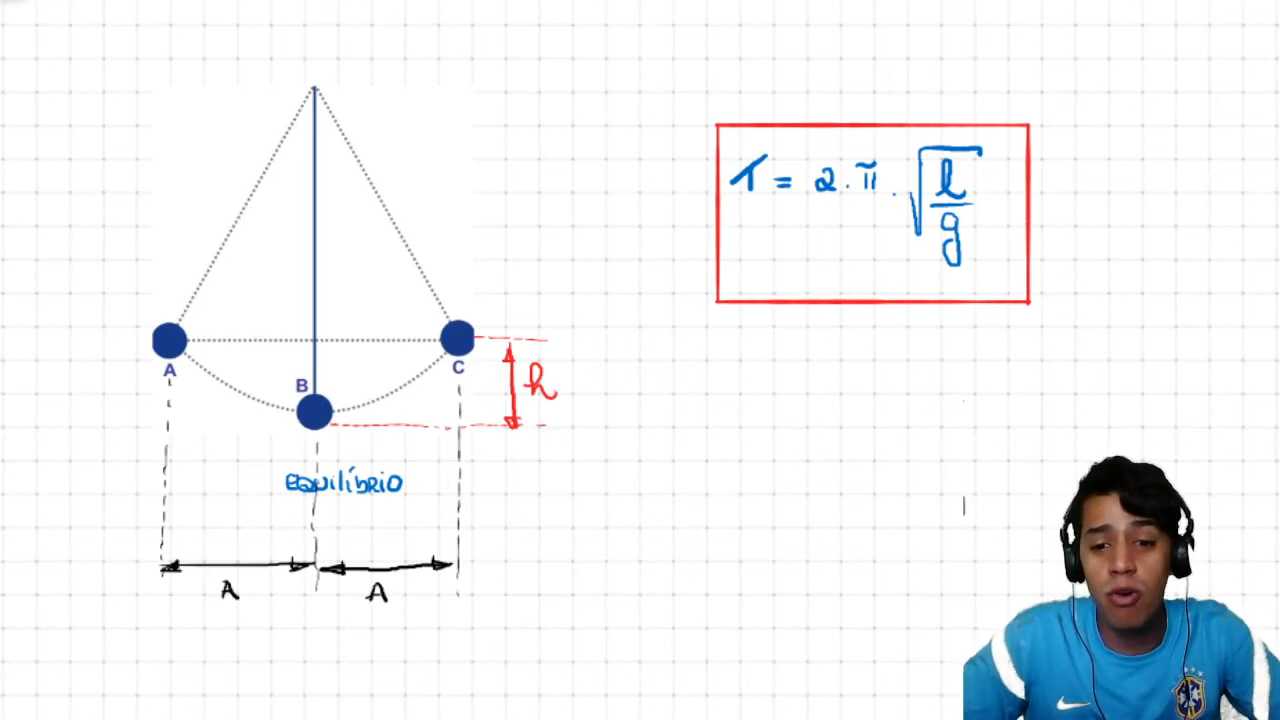 T = 2.π.√l/g
A
B
C
h
EQUILÍBRIO
A
A